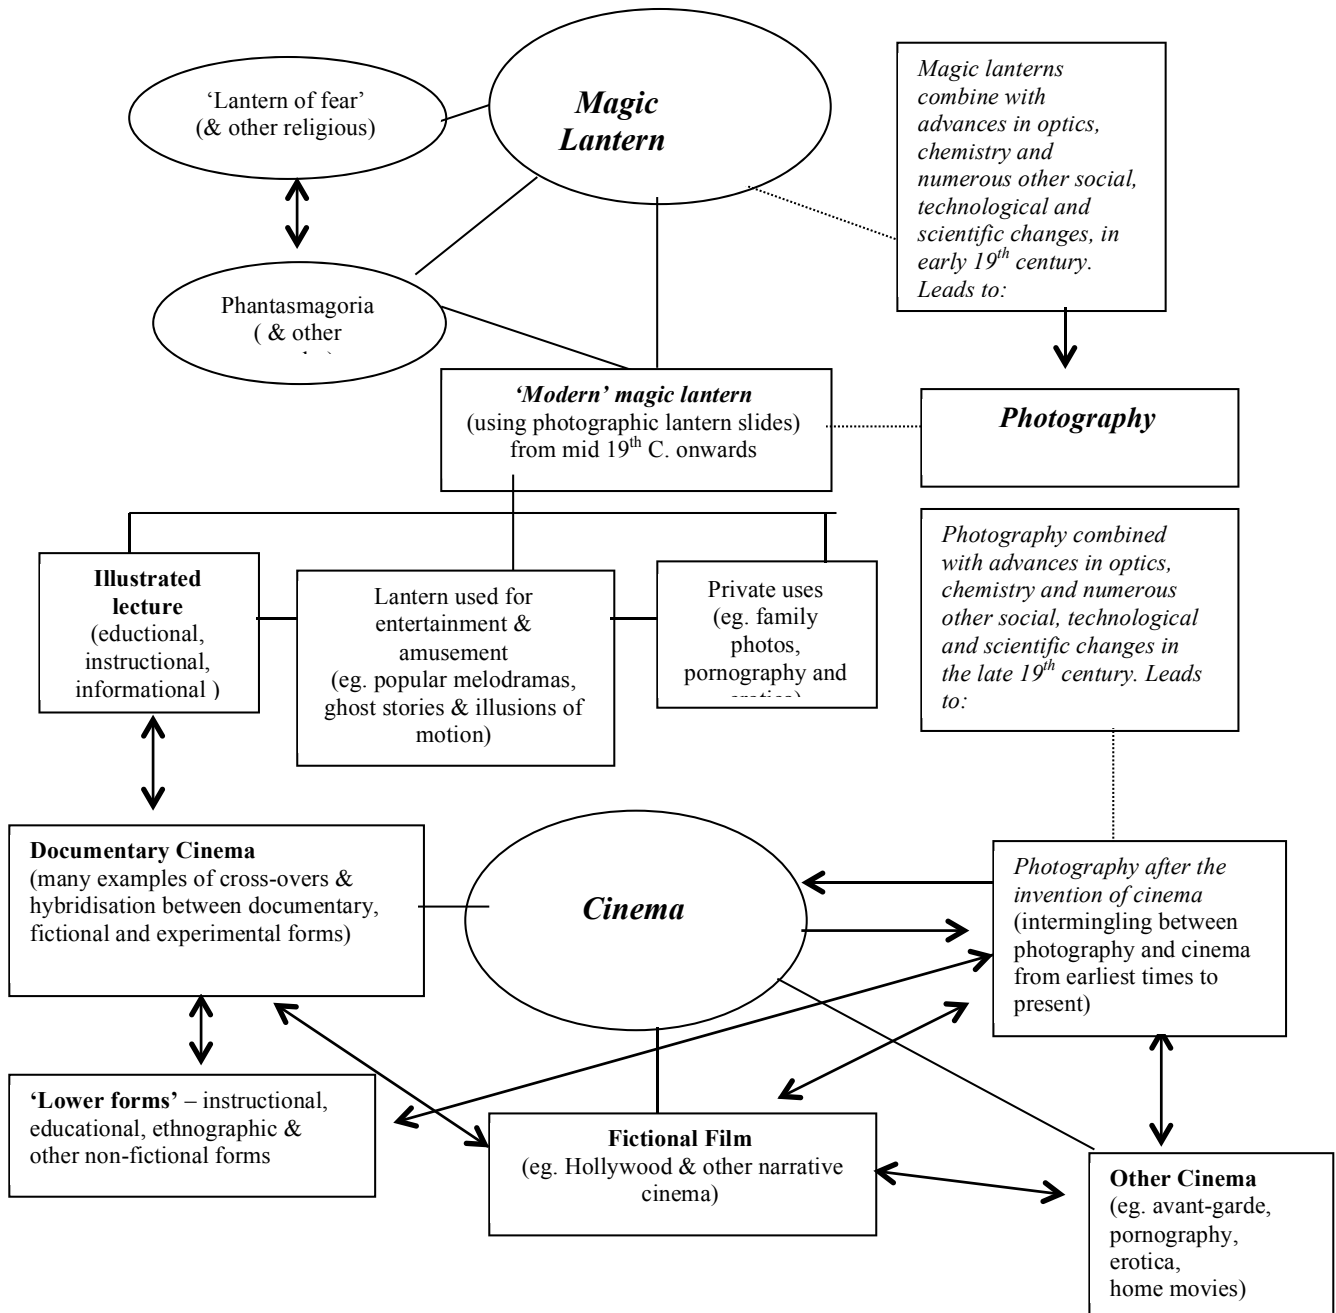 ‘Lantern of fear’
(& other religious)
Magic
Lantern
Magic lanterns
combine with
advances in optics,
chemistry and
numerous other social,
technological and
scientific changes, in
early 19th century.
Leads to:
Phantasmagoria
( & other
‘Modern’ magic lantern
(using photographic lantern slides)
from mid 19th C. onwards
Photography
Illustrated
lecture
(eductional,
instructional,
informational )
Lantern used for
entertainment &
amusement
(eg. popular melodramas,
ghost stories & illusions of
motion)
Private uses
(eg. family
photos,
pornography and
Photography combined
with advances in optics,
chemistry and numerous
other social, technological
and scientific changes in
the late 19th century. Leads
to:
Documentary Cinema
(many examples of cross-overs &
hybridisation between documentary,
fictional and experimental forms)
Cinema
Photography after the
invention of cinema
(intermingling between
photography and cinema
from earliest times to
present)
‘Lower forms’ – instructional,
educational, ethnographic &
other non-fictional forms
Fictional Film
(eg. Hollywood & other narrative
cinema)
Other Cinema
(eg. avant-garde,
pornography,
erotica,
home movies)